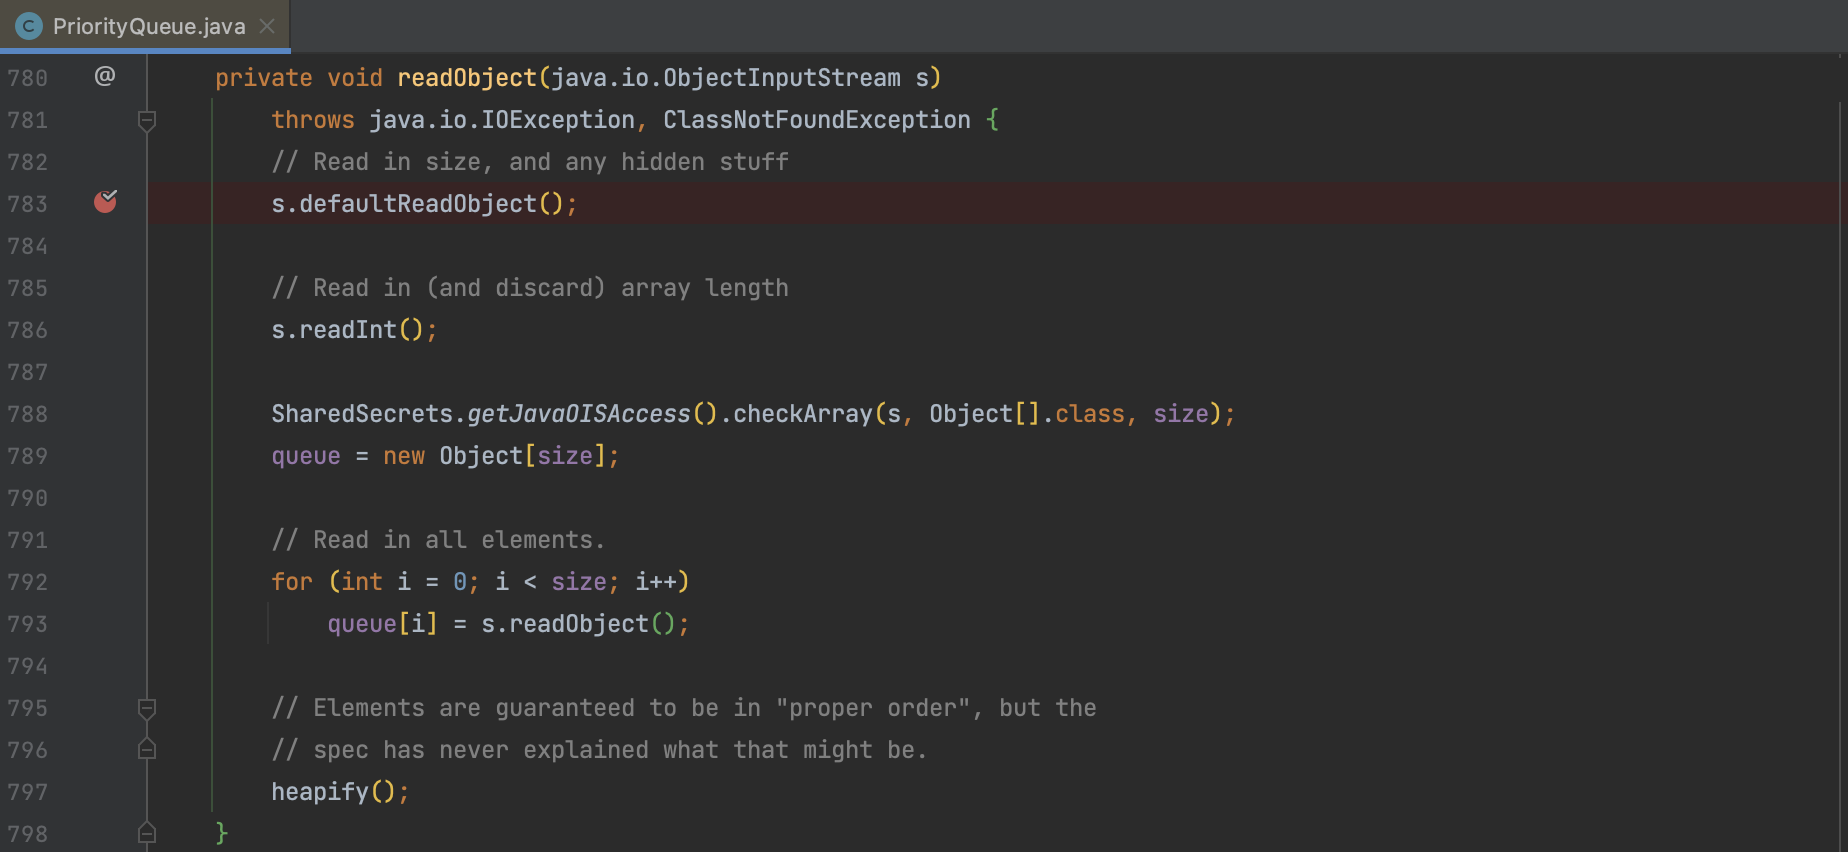 C PriorityQueue.java ×
780 @ private void readObject(java.io.ObjectInputStream s)
781 throws java.io.IOException, ClassNotFoundException {
782 // Read in size, and any hidden stuff
783 s.defaultReadObject();
784
785 // Read in (and discard) array length
786 s.readInt();
787
788 SharedSecrets.getJavaOISAccess().checkArray(s, Object[].class, size);
789 queue = new Object[size];
790
791 // Read in all elements.
792 for (int i = 0; i < size; i++)
793 queue[i] = s.readObject();
794
795 // Elements are guaranteed to be in "proper order", but the
796 // spec has never explained what that might be.
797 heapify();
798 }